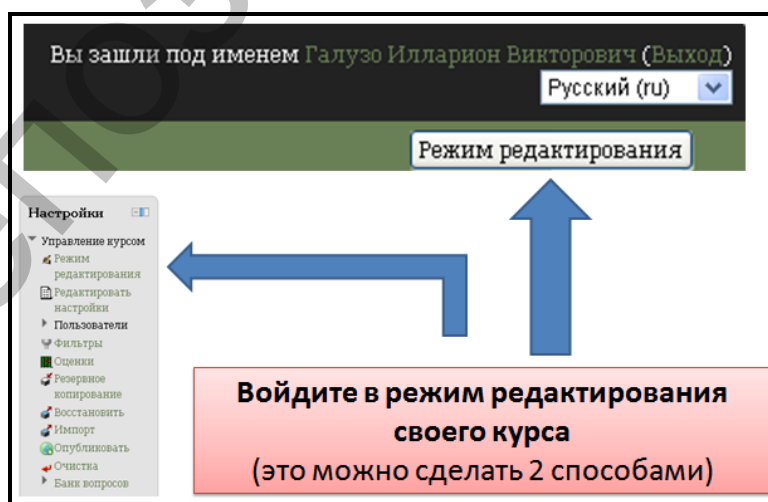 Вы зашли под именем Галузо Илларион Викторович (Выход)
Русский (ru)
Режим редактирования
Настройки
Управление курсом
Режим
редактирования
Редактировать
настройки
Пользователи
Фильтры
Оценки
Резервное
копирование
Восстановить
Импорт
Опубликовать
Очистка
Банк вопросов
Войдите в режим редактирования
своего курса
(это можно сделать 2 способами)